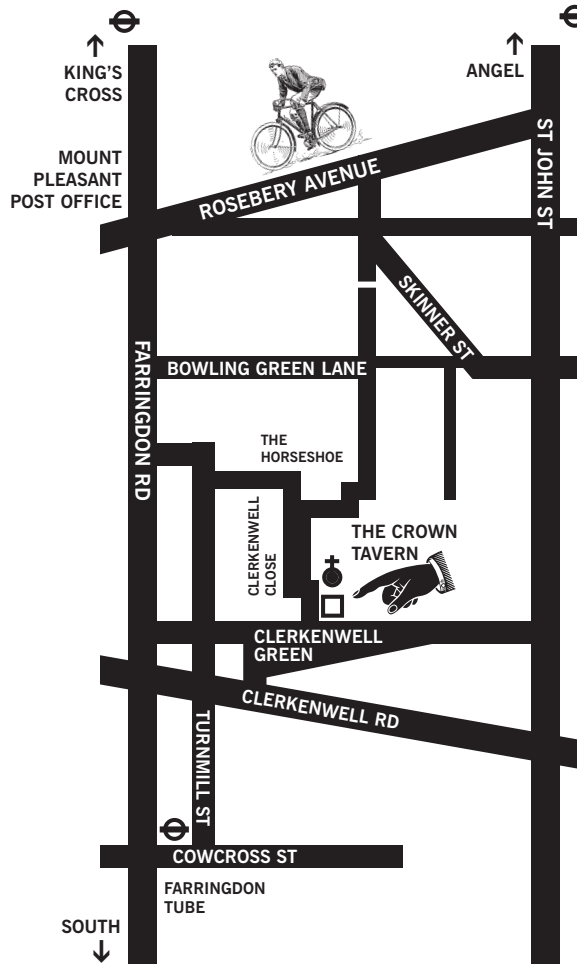 KING'S
CROSS
ANGEL
MOUNT
PLEASANT
POST OFFICE
ROSEBERY AVENUE
ST JOHN ST
SKINNER ST
FARRINGDON RD
BOWLING GREEN LANE
THE
HORSESHOE
CLERKENWELL
CLOSE
THE CROWN
TAVERN
CLERKENWELL
GREEN
CLERKENWELL RD
TURNMILL ST
COWCROSS ST
FARRINGDON
TUBE
SOUTH